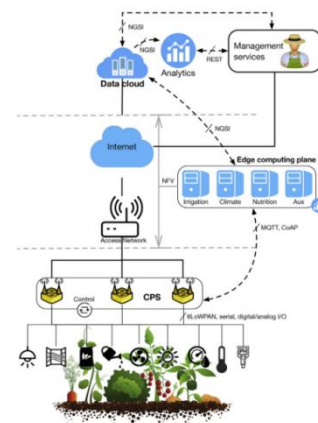 NGSI
NGSI
Data cloud
Analytics
REST
Management
services
Internet
NGSI
Edge computing plane
NFV
Irrigation
Climate
Nutrition
Aux
Access Network
MQTT, CoAP
CPS
Control
6LoWPAN, serial, digital/analog I/O